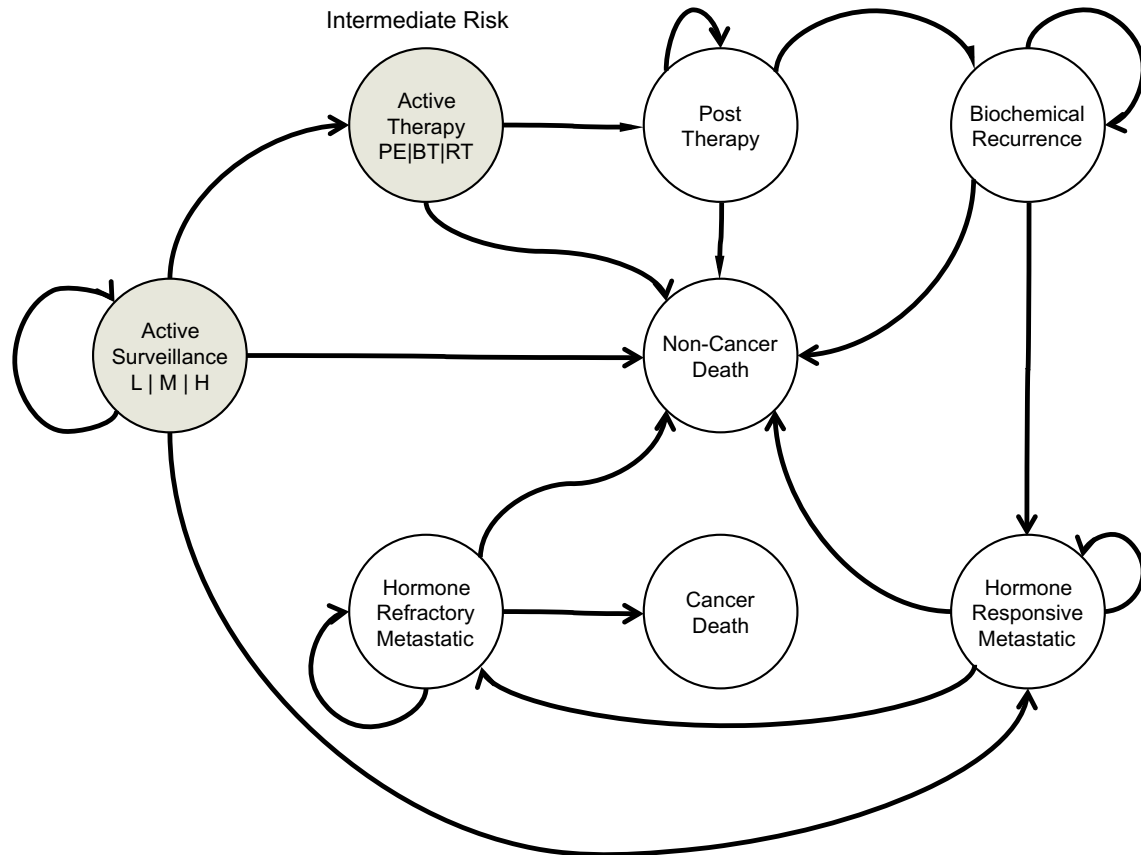 Intermediate Risk
Active
Therapy
PE|BT|RT
Post
Therapy
Biochemical
Recurrence
Active
Surveillance
L | M | H
Non-Cancer
Death
Hormone
Refractory
Metastatic
Cancer
Death
Hormone
Responsive
Metastatic